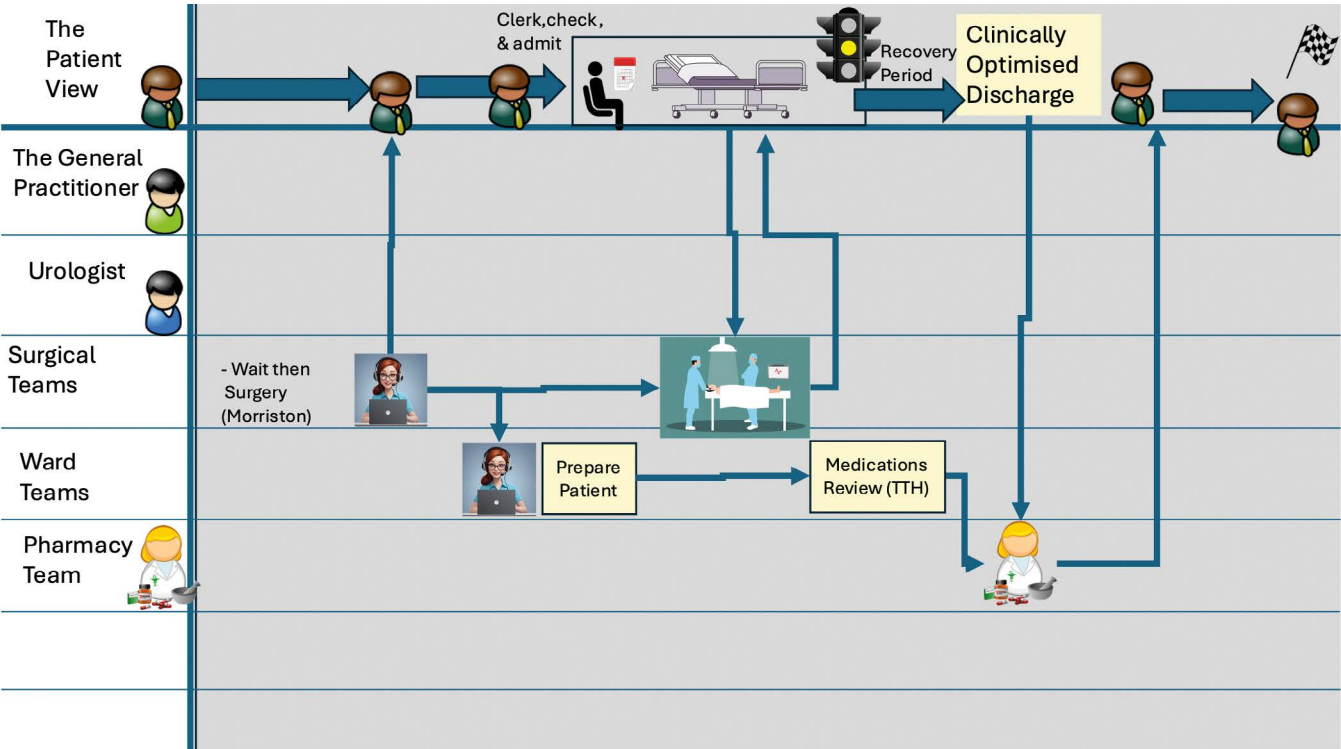 The
Patient
View
Clerk,check,
& admit
Recovery
Period
Clinically
Optimised
Discharge
The General
Practitioner
Urologist
Surgical
Teams
- Wait then
Surgery
(Morriston)
Ward
Teams
Prepare
Patient
Medications
Review (TTH)
Pharmacy
Team